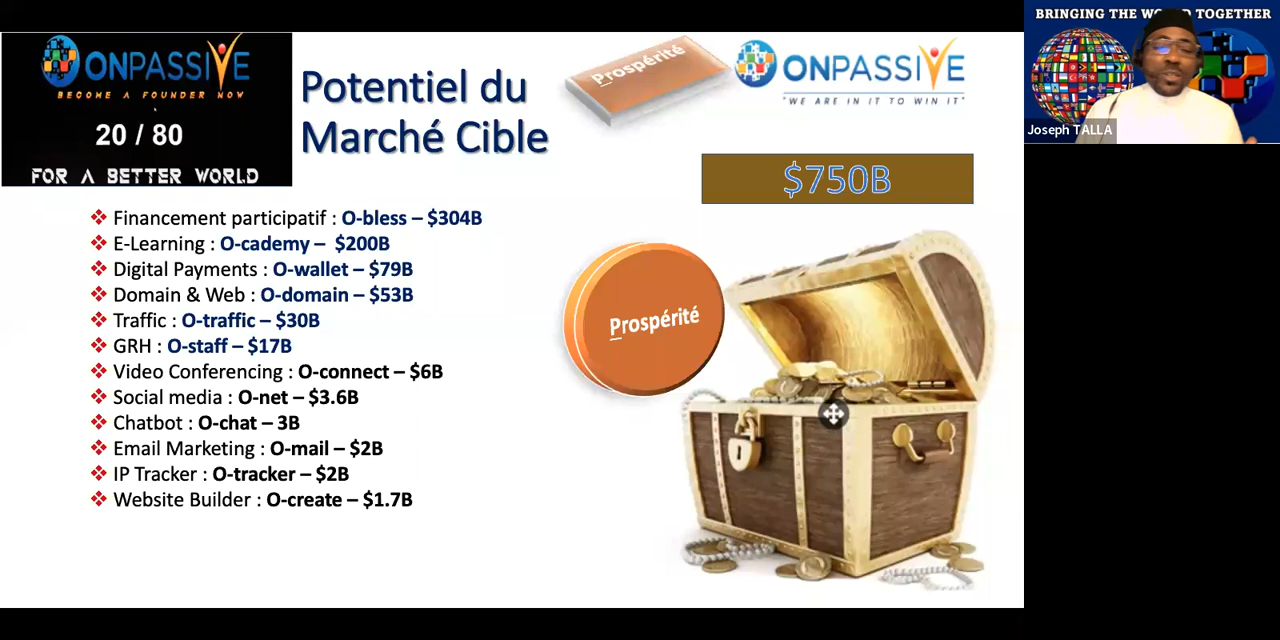 ONPASSIVE
BECOME A FOUNDER NOW
20 / 80
FOR A BETTER WORLD
Potentiel du
Marché Cible
Prospérité
ONPASSIVE
"WE ARE IN IT TO WIN IT"
$750B
❖ Financement participatif : O-bless – $304B
❖ E-Learning : O-cademy – $200B
❖ Digital Payments : O-wallet – $79B
❖ Domain & Web : O-domain – $53B
❖ Traffic : O-traffic – $30B
❖ GRH : O-staff – $17B
❖ Video Conferencing : O-connect – $6B
❖ Social media : O-net – $3.6B
❖ Chatbot : O-chat – 3B
❖ Email Marketing : O-mail – $2B
❖ IP Tracker : O-tracker – $2B
❖ Website Builder : O-create – $1.7B
Prospérité
BRINGING THE TOGETHER
Joseph TALLA